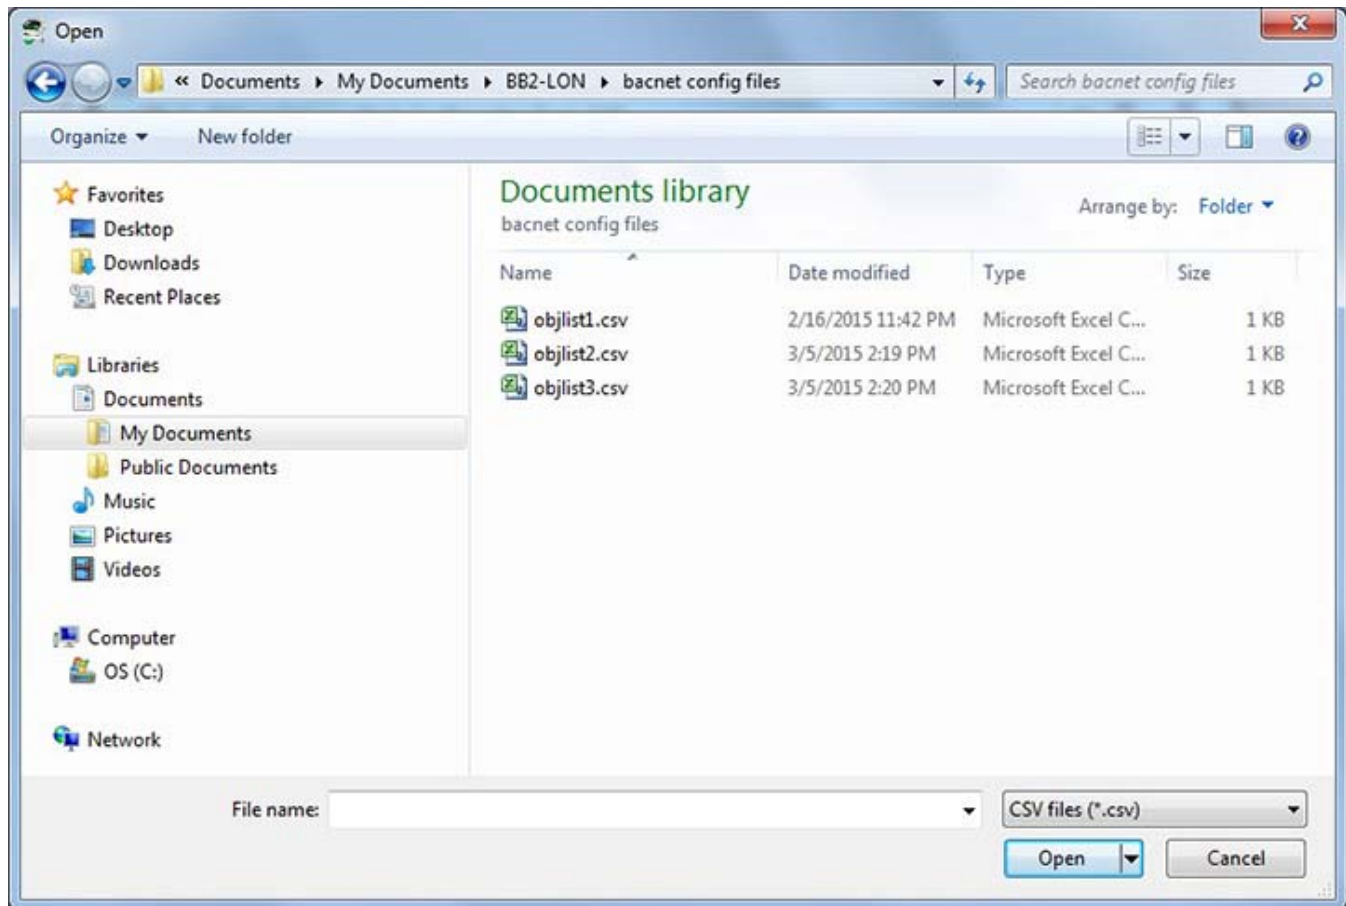 Open
« Documents ▸ My Documents ▸ BB2-LON ▸ bacnet config files
Search bacnet config files
Organize ▾ New folder
Favorites
Desktop
Downloads
Recent Places
Libraries
Documents
My Documents
Public Documents
Music
Pictures
Videos
Computer
OS (C:)
Network
Documents library
bacnet config files
Arrange by: Folder ▾
Name Date modified Type Size
objlist1.csv 2/16/2015 11:42 PM Microsoft Excel C... 1 KB
objlist2.csv 3/5/2015 2:19 PM Microsoft Excel C... 1 KB
objlist3.csv 3/5/2015 2:20 PM Microsoft Excel C... 1 KB
File name:
CSV files (*.csv)
Open Cancel